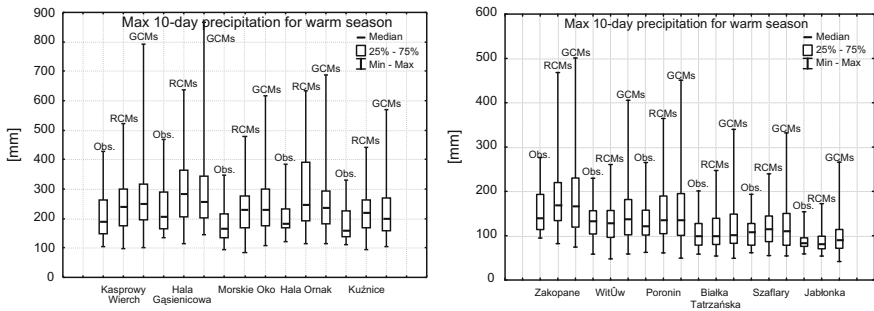 Max 10-day precipitation for warm season
Median
25% - 75%
Min - Max
[mm]
900
800
700
600
500
400
300
200
100
0
Obs.
RCMs
GCMs
Obs.
RCMs
GCMs
Obs.
RCMs
GCMs
Obs.
RCMs
GCMs
Obs.
RCMs
GCMs
Kasprowy
Wierch
Hala
Gąsienicowa
Morskie Oko
Hala Ornak
Kuźnice
Max 10-day precipitation for warm season
Median
25% - 75%
Min - Max
[mm]
600
500
400
300
200
100
0
Obs.
RCMs
GCMs
Obs.
RCMs
GCMs
Obs.
RCMs
GCMs
Obs.
RCMs
GCMs
Obs.
RCMs
GCMs
Obs.
RCMs
GCMs
Zakopane
WitÛw
Poronin
Białka
Tatrzańska
Szaflary
Jabłonka